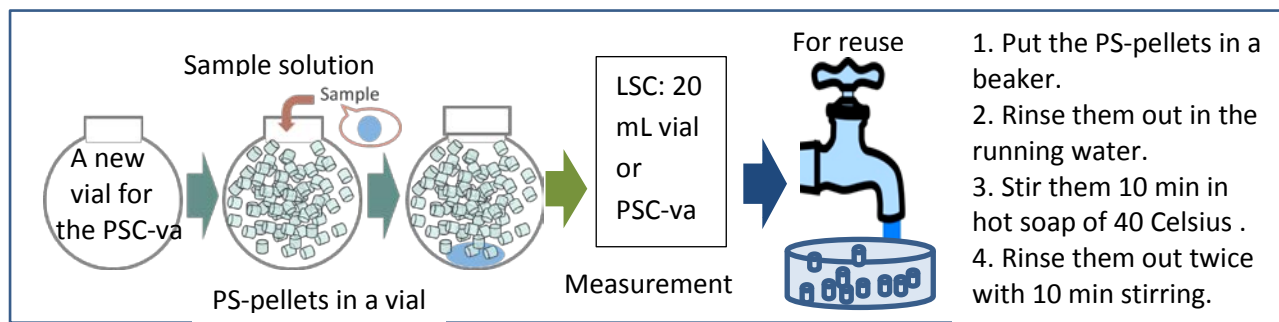 Sample solution
Sample
A new
vial for
the PSC-va
PS-pellets in a vial
LSC: 20
mL vial
or
PSC-va
Measurement
For reuse
1. Put the PS-pellets in a
beaker.
2. Rinse them out in the
running water.
3. Stir them 10 min in
hot soap of 40 Celsius .
4. Rinse them out twice
with 10 min stirring.